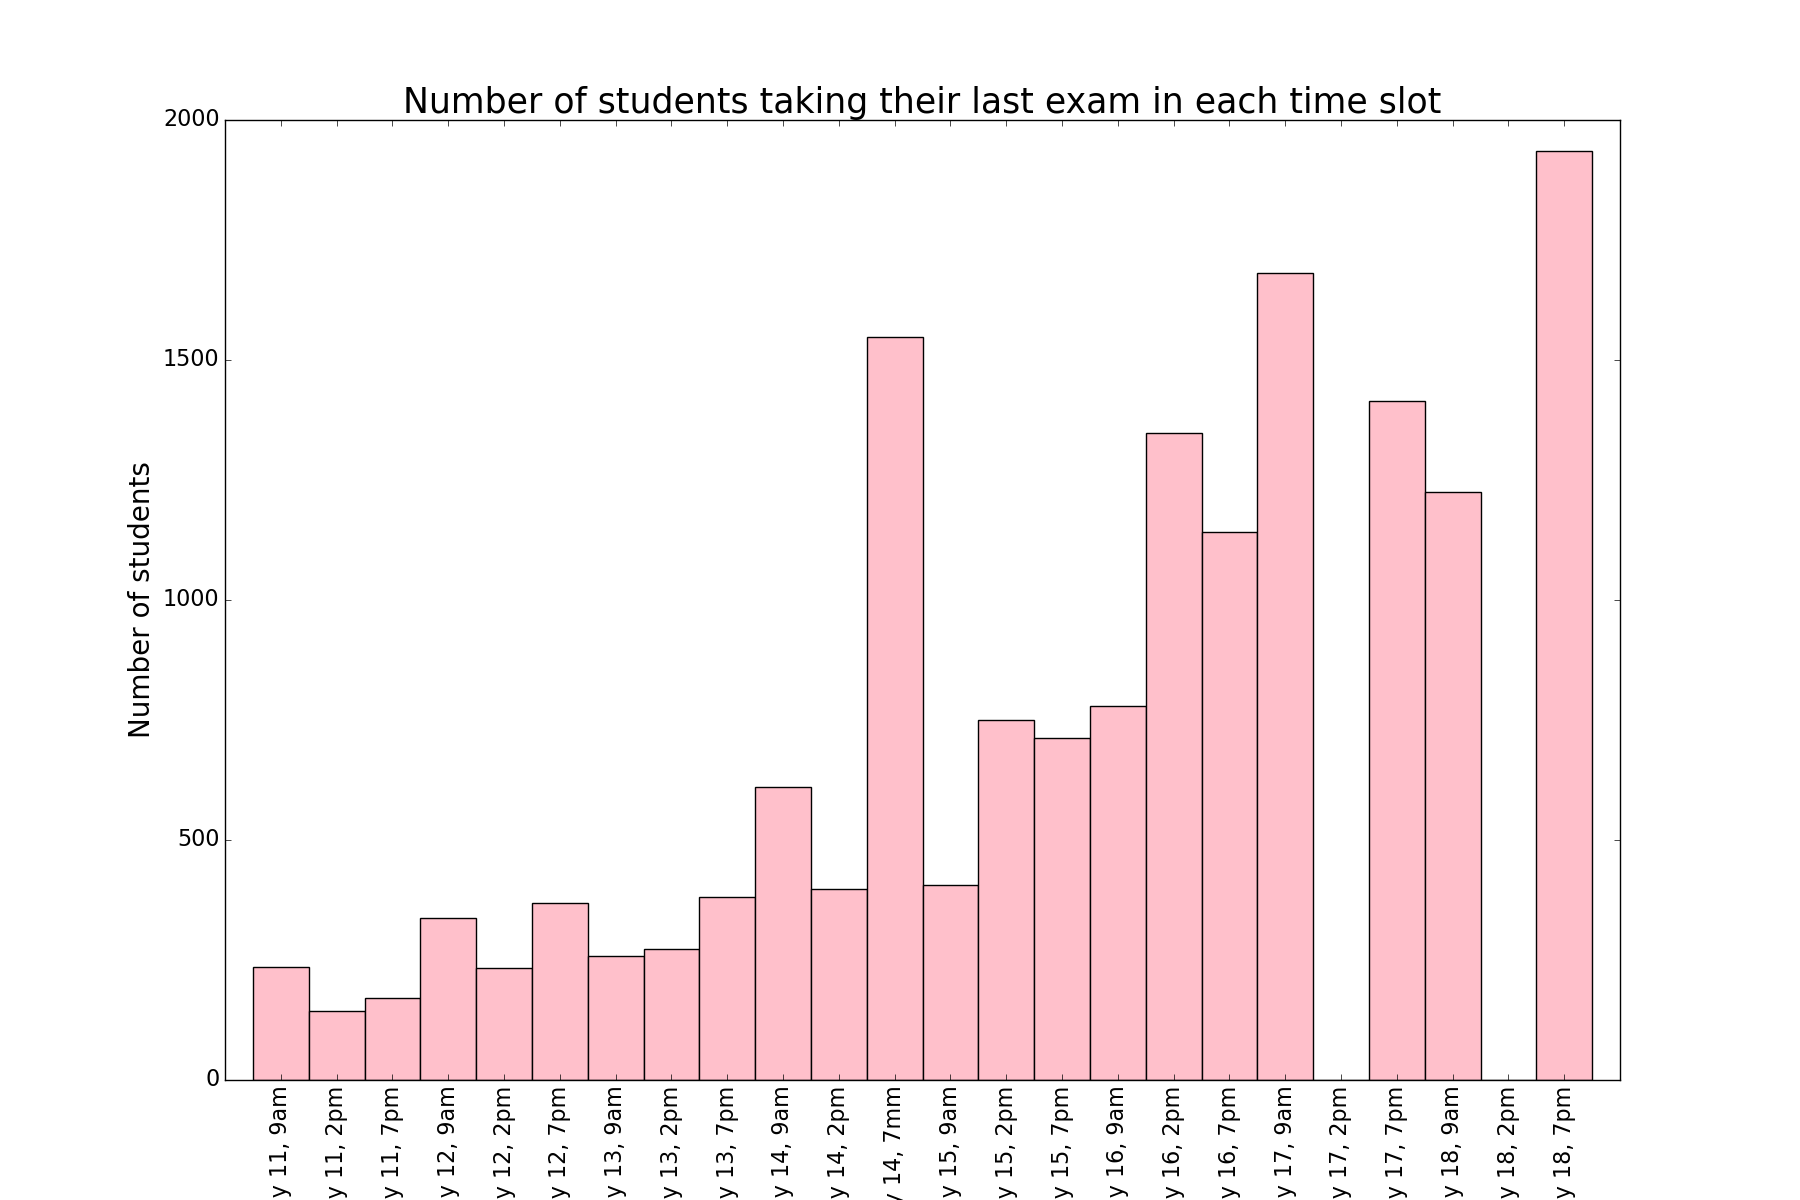 Number of students taking their last exam in each time slot
2000
1500
1000
500
0
Number of students
y 11, 9am
y 11, 2pm
y 11, 7pm
y 12, 9am
y 12, 2pm
y 12, 7pm
y 13, 9am
y 13, 2pm
y 13, 7pm
y 14, 9am
y 14, 2pm
y 14, 7mm
y 15, 9am
y 15, 2pm
y 15, 7pm
y 16, 9am
y 16, 2pm
y 16, 7pm
y 17, 9am
y 17, 2pm
y 17, 7pm
y 18, 9am
y 18, 2pm
y 18, 7pm